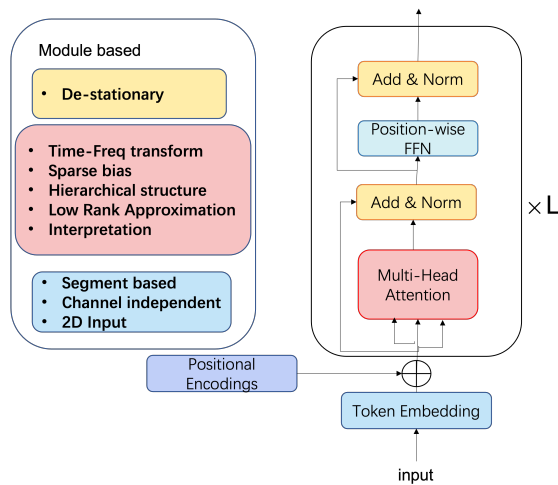 Module based
• De-stationary
• Time-Freq transform
• Sparse bias
• Hierarchical structure
• Low Rank Approximation
• Interpretation
• Segment based
• Channel independent
• 2D Input
Add & Norm
Position-wise
FFN
Add & Norm
× L
Multi-Head
Attention
Positional
Encodings
Token Embedding
input